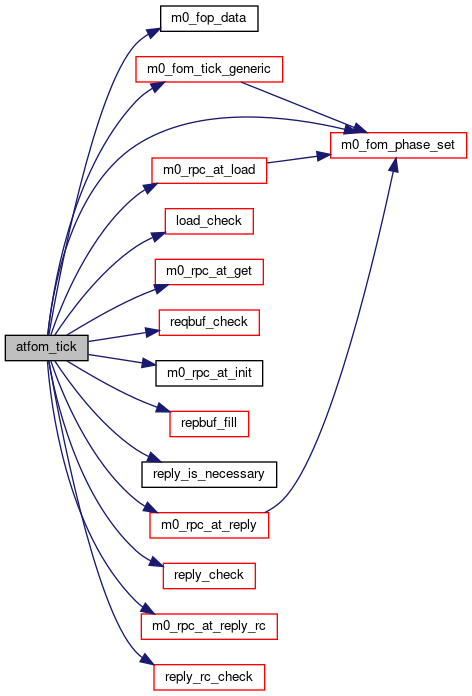 m0_fop_data
m0_fom_tick_generic
m0_fom_phase_set
m0_rpc_at_load
load_check
m0_rpc_at_get
reqbuf_check
atfom_tick
m0_rpc_at_init
repbuf_fill
reply_is_necessary
m0_rpc_at_reply
reply_check
m0_rpc_at_reply_rc
reply_rc_check